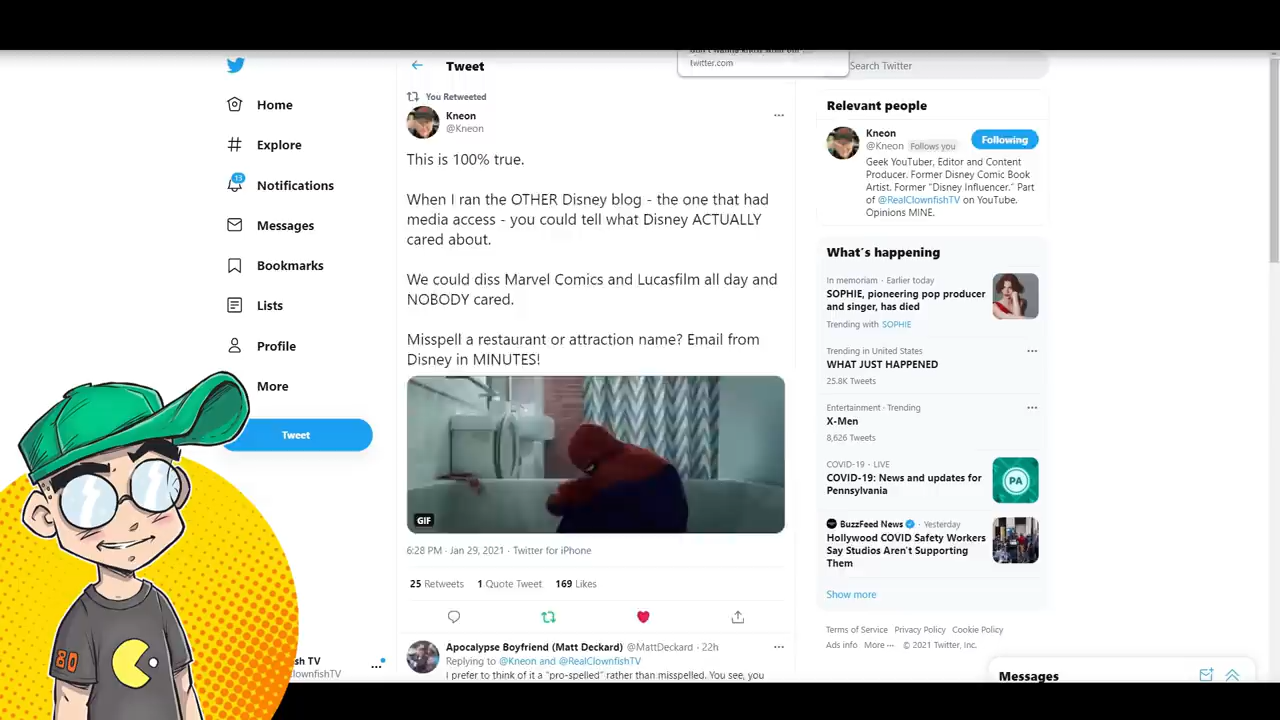 twitter.com
Search Twitter
Tweet
Home
Explore
13
Notifications
Messages
Bookmarks
Lists
Profile
More
Tweet
You Retweeted
Kneon
@Kneon
This is 100% true.
When I ran the OTHER Disney blog - the one that had
media access - you could tell what Disney ACTUALLY
cared about.
We could diss Marvel Comics and Lucasfilm all day and
NOBODY cared.
Misspell a restaurant or attraction name? Email from
Disney in MINUTES!
GIF
6:28 PM · Jan 29, 2021 · Twitter for iPhone
25 Retweets 1 Quote Tweet 169 Likes
Apocalypse Boyfriend (Matt Deckard) @MattDeckard · 22h
Replying to @Kneon and @RealClownfishTV
I prefer to think of it a "pro-spelled" rather than misspelled. You see, you
Relevant people
Kneon
@Kneon Follows you
Following
Geek YouTuber, Editor and Content
Producer. Former Disney Comic Book
Artist. Former "Disney Influencer." Part
of @RealClownfishTV on YouTube.
Opinions MINE.
What's happening
In memoriam · Earlier today
SOPHIE, pioneering pop producer
and singer, has died
Trending with SOPHIE
Trending in United States
WHAT JUST HAPPENED
25.8K Tweets
Entertainment · Trending
X-Men
8,626 Tweets
COVID-19 · LIVE
COVID-19: News and updates for
Pennsylvania
PA
BuzzFeed News · Yesterday
Hollywood COVID Safety Workers
Say Studios Aren't Supporting
Them
Show more
Terms of Service Privacy Policy Cookie Policy
Ads info More ··· © 2021 Twitter, Inc.
Messages
80
sh TV
lownfishTV